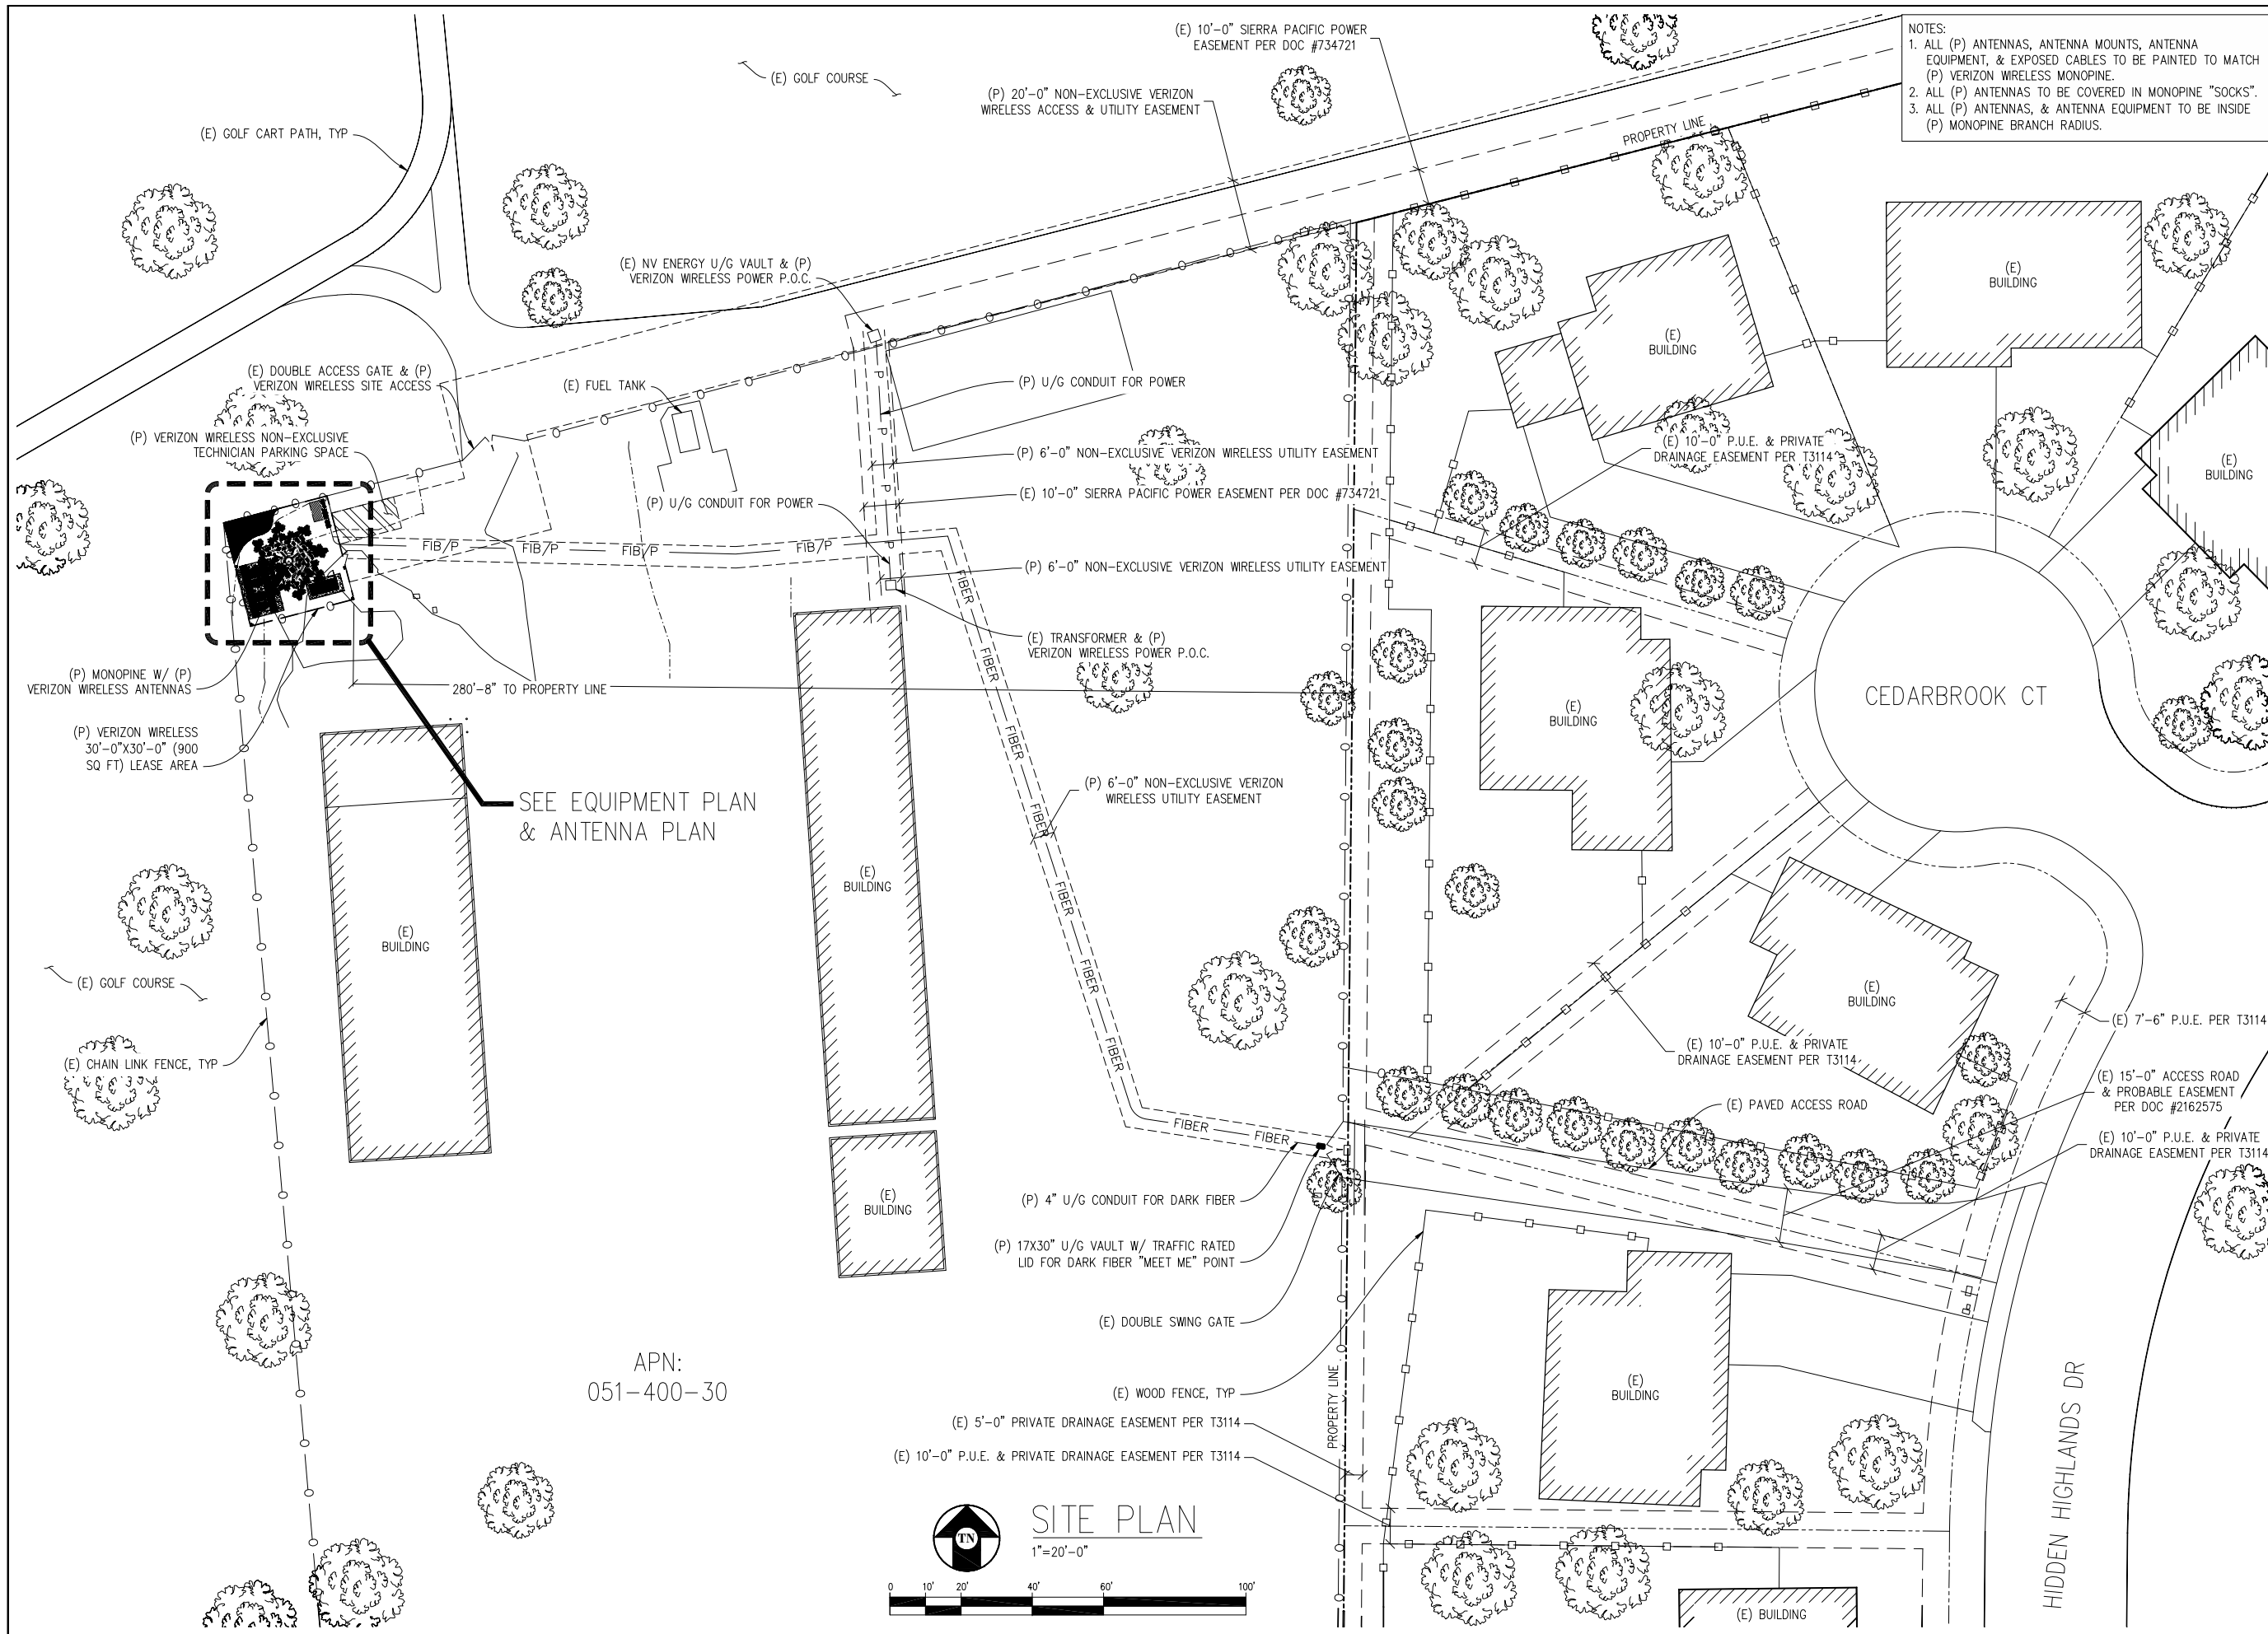 (E) 10'-0" SIERRA PACIFIC POWER
EASEMENT PER DOC #734721
NOTES:
1. ALL (P) ANTENNAS, ANTENNA MOUNTS, ANTENNA
EQUIPMENT, & EXPOSED CABLES TO BE PAINTED TO MATCH
(P) VERIZON WIRELESS MONOPINE.
2. ALL (P) ANTENNAS TO BE COVERED IN MONOPINE "SOCKS".
3. ALL (P) ANTENNAS, & ANTENNA EQUIPMENT TO BE INSIDE
(P) MONOPINE BRANCH RADIUS.
(E) GOLF COURSE
(P) 20'-0" NON-EXCLUSIVE VERIZON
WIRELESS ACCESS & UTILITY EASEMENT
(E) GOLF CART PATH, TYP
PROPERTY LINE
(E) NV ENERGY U/G VAULT & (P)
VERIZON WIRELESS POWER P.O.C.
(E)
BUILDING
(E)
BUILDING
(E) DOUBLE ACCESS GATE & (P)
VERIZON WIRELESS SITE ACCESS
(E) FUEL TANK
(P) U/G CONDUIT FOR POWER
P
P
P
P
P
(P) VERIZON WIRELESS NON-EXCLUSIVE
TECHNICIAN PARKING SPACE
(P) 6'-0" NON-EXCLUSIVE VERIZON WIRELESS UTILITY EASEMENT
(E) 10'-0" P.U.E. & PRIVATE
DRAINAGE EASEMENT PER T3114
(E)
BUILDING
(P) U/G CONDUIT FOR POWER
(E) 10'-0" SIERRA PACIFIC POWER EASEMENT PER DOC #734721
FIB/P
FIB/P
FIB/P
FIB/P
(P) 6'-0" NON-EXCLUSIVE VERIZON WIRELESS UTILITY EASEMENT
FIBER
FIBER
FIBER
FIBER
FIBER
FIBER
FIBER
FIBER
FIBER
FIBER
FIBER
(E) TRANSFORMER & (P)
VERIZON WIRELESS POWER P.O.C.
(P) MONOPINE W/ (P)
VERIZON WIRELESS ANTENNAS
280'-8" TO PROPERTY LINE
CEDARBROOK CT
(E)
BUILDING
(P) VERIZON WIRELESS
30'-0"X30'-0" (900
SQ FT) LEASE AREA
SEE EQUIPMENT PLAN
& ANTENNA PLAN
(P) 6'-0" NON-EXCLUSIVE VERIZON
WIRELESS UTILITY EASEMENT
(E)
BUILDING
(E)
BUILDING
(E) GOLF COURSE
(E)
BUILDING
(E) 7'-6" P.U.E. PER T3114
(E) CHAIN LINK FENCE, TYP
(E) 10'-0" P.U.E. & PRIVATE
DRAINAGE EASEMENT PER T3114
(E) 15'-0" ACCESS ROAD
& PROBABLE EASEMENT
PER DOC #2162575
(E) PAVED ACCESS ROAD
(E) 10'-0" P.U.E. & PRIVATE
DRAINAGE EASEMENT PER T3114
(P) 4" U/G CONDUIT FOR DARK FIBER
(E)
BUILDING
(P) 17X30" U/G VAULT W/ TRAFFIC RATED
LID FOR DARK FIBER "MEET ME" POINT
(E) DOUBLE SWING GATE
APN:
051-400-30
(E) WOOD FENCE, TYP
(E)
BUILDING
PROPERTY LINE
(E) 5'-0" PRIVATE DRAINAGE EASEMENT PER T3114
(E) 10'-0" P.U.E. & PRIVATE DRAINAGE EASEMENT PER T3114
HIDDEN HIGHLANDS DR
TN
SITE PLAN
1"=20'-0"
0 10' 20' 40' 60' 100'
(E) BUILDING